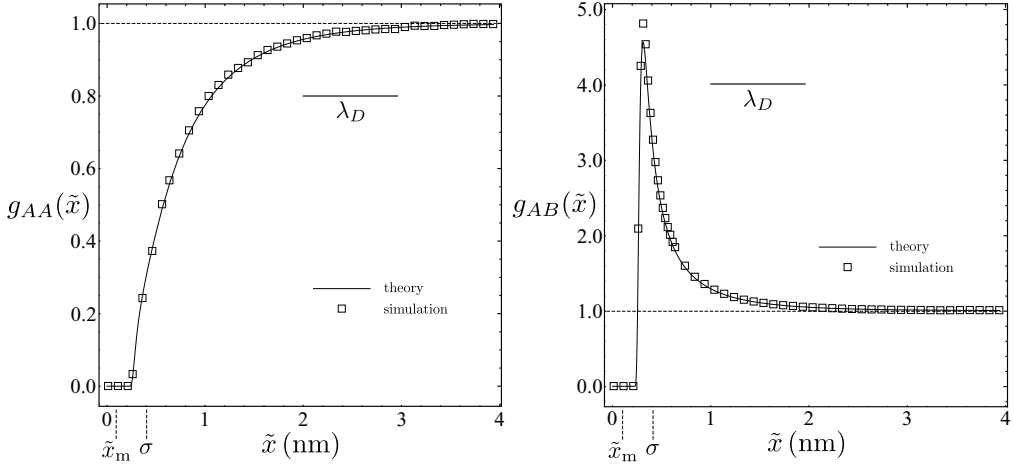 1.0
0.8
0.6
0.4
0.2
0.0
g_{AA}(x̃)
λ_D
theory
simulation
0 1 2 3 4
x̃_m σ x̃ (nm)
5.0
4.0
3.0
2.0
1.0
0.0
g_{AB}(x̃)
λ_D
theory
simulation
0 1 2 3 4
x̃_m σ x̃ (nm)